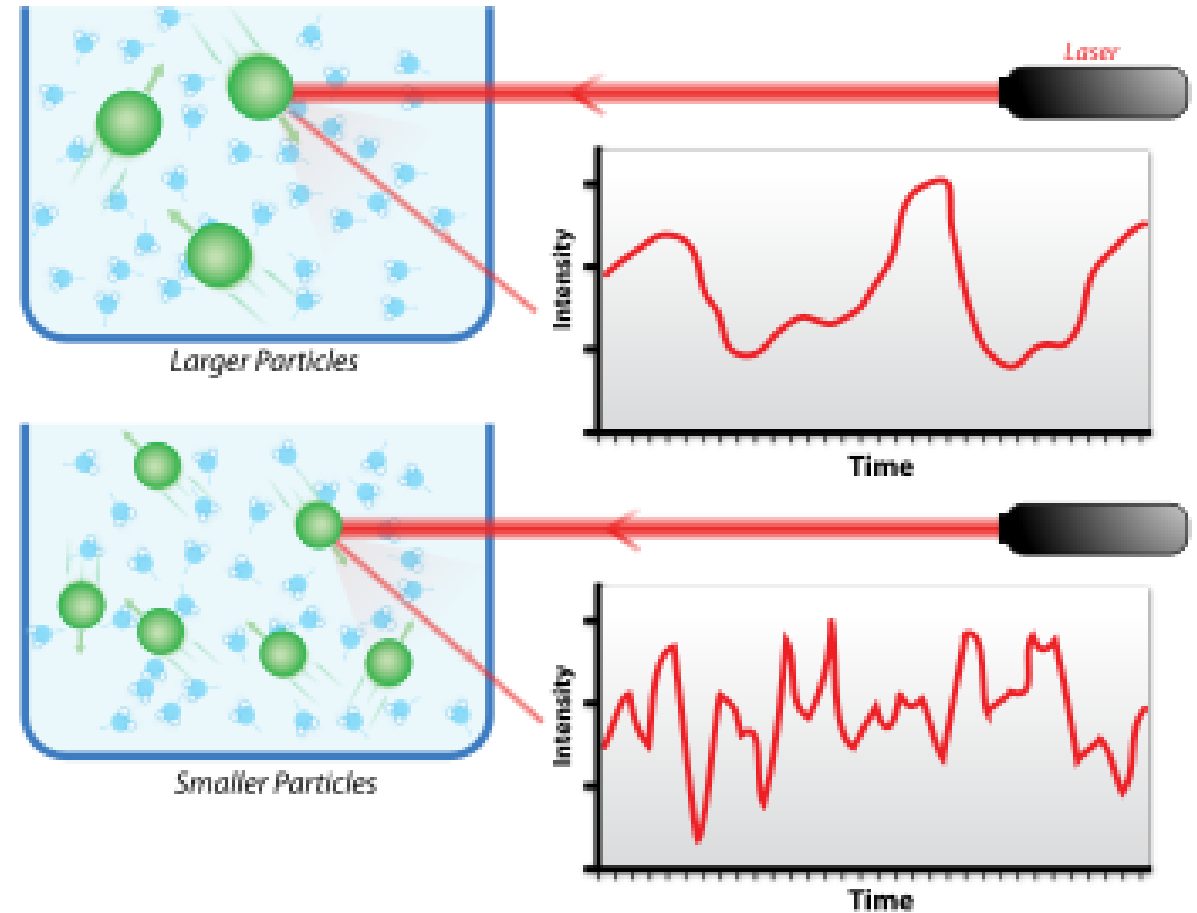 Laser
Intensity
Time
Larger Particles
Intensity
Time
Smaller Particles